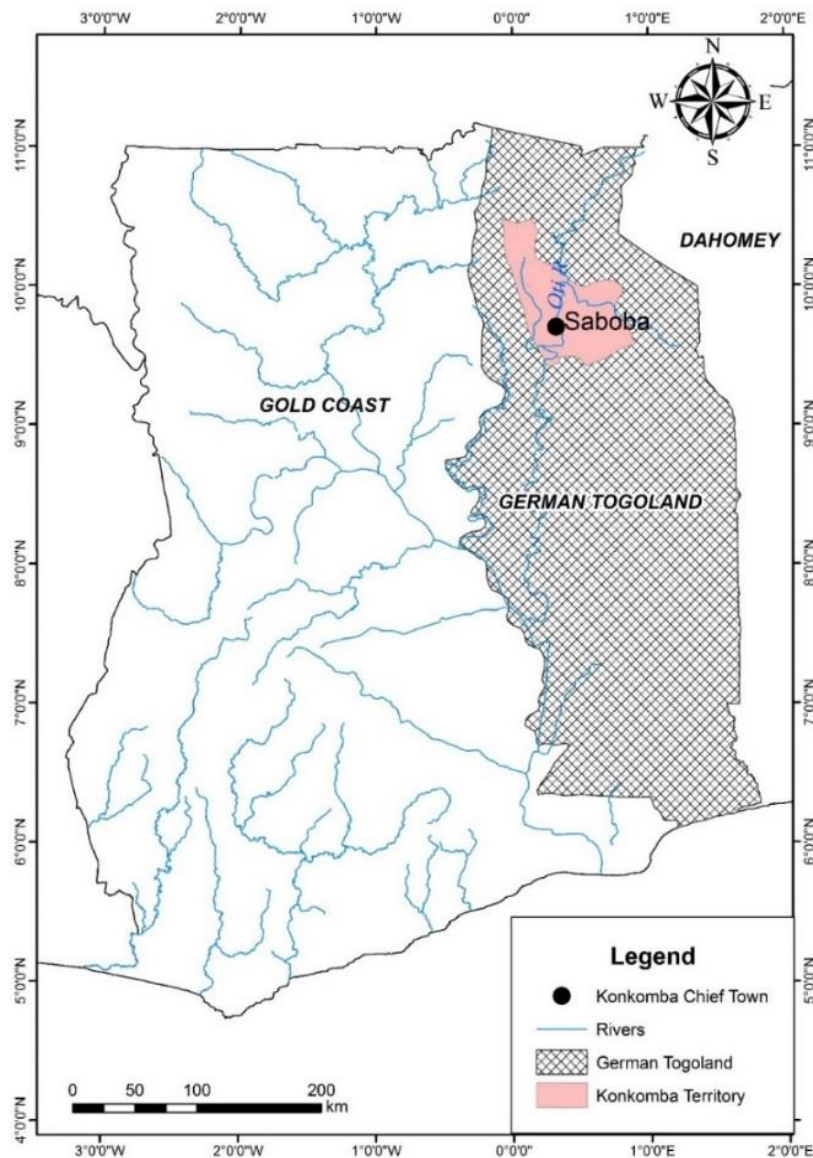 3°0'0"W 2°0'0"W 1°0'0"W 0°0'0" 1°0'0"E 2°0'0"E
N
W E
S
11°0'0"N 11°0'0"N
DAHOMEY
10°0'0"N 10°0'0"N
Oti R
Saboba
GOLD COAST
9°0'0"N 9°0'0"N
GERMAN TOGOLAND
8°0'0"N 8°0'0"N
7°0'0"N 7°0'0"N
6°0'0"N 6°0'0"N
5°0'0"N 5°0'0"N
4°0'0"N 4°0'0"N
Legend
Konkomba Chief Town
Rivers
German Togoland
Konkomba Territory
0 50 100 200
km
3°0'0"W 2°0'0"W 1°0'0"W 0°0'0" 1°0'0"E 2°0'0"E